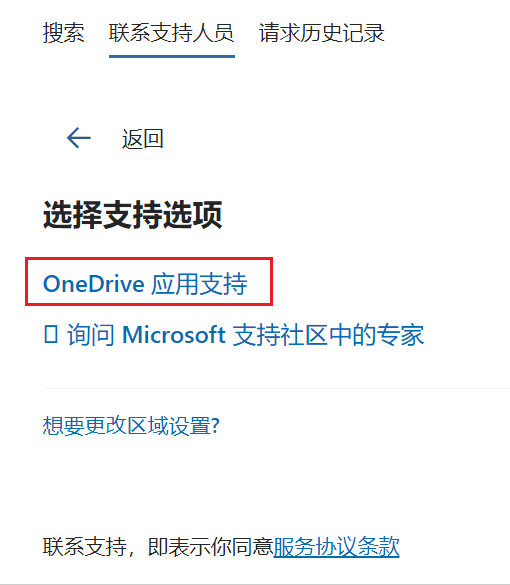 搜索 联系支持人员 请求历史记录
返回
选择支持选项
OneDrive 应用支持
询问 Microsoft 支持社区中的专家
想要更改区域设置?
联系支持，即表示你同意服务协议条款